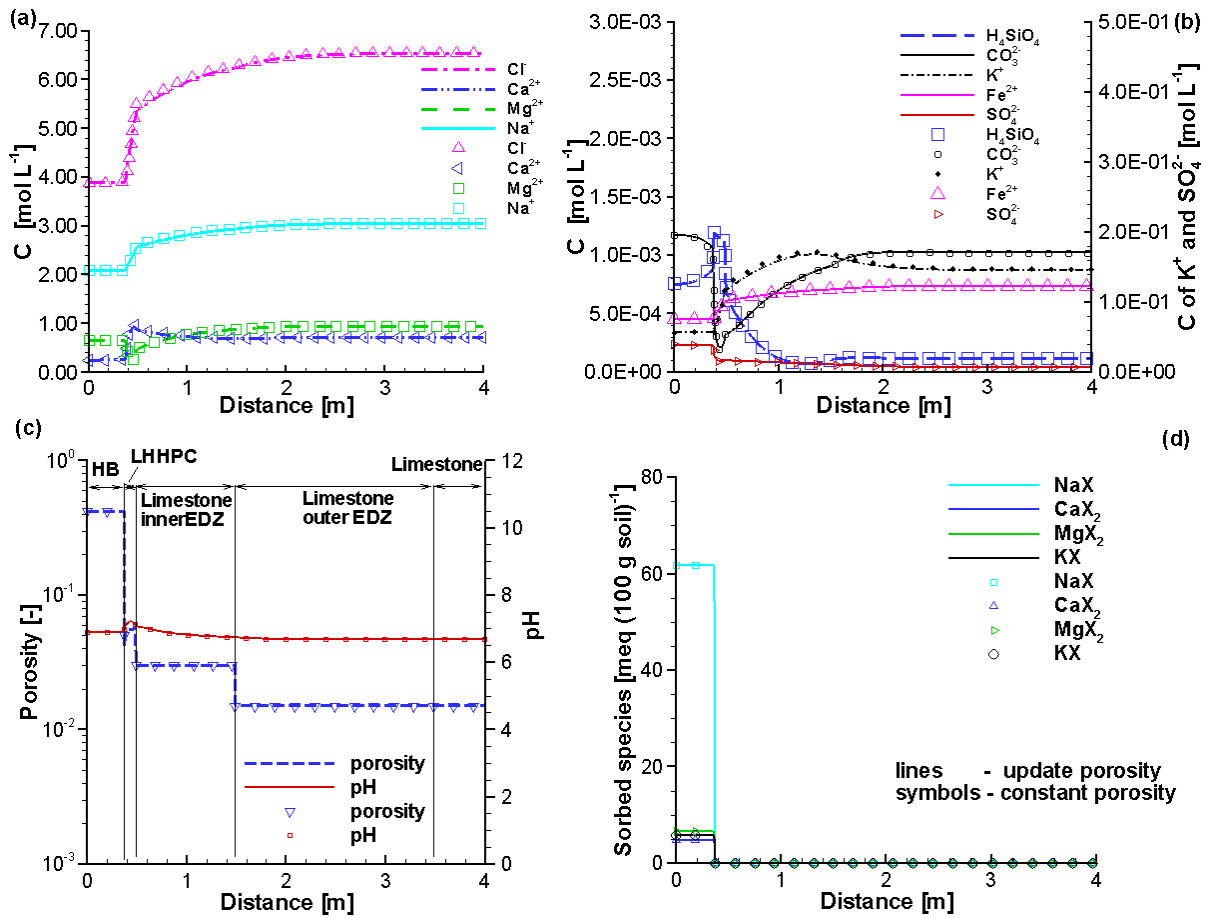 (a)
7.00
6.00
5.00
4.00
3.00
2.00
1.00
0.00
C [mol L⁻¹]
0 1 2 3 4
Distance [m]
Cl⁻
Ca²⁺
Mg²⁺
Na⁺
Cl⁻
Ca²⁺
Mg²⁺
Na⁺
(b)
3.0E-03
2.5E-03
2.0E-03
1.5E-03
1.0E-03
5.0E-04
0.0E+00
C [mol L⁻¹]
0 1 2 3 4
Distance [m]
5.0E-01
4.0E-01
3.0E-01
2.0E-01
1.0E-01
0.0E+00
C of K⁺ and SO₄²⁻ [mol L⁻¹]
H₄SiO₄
CO₃²⁻
K⁺
Fe²⁺
SO₄²⁻
H₄SiO₄
CO₃²⁻
K⁺
Fe²⁺
SO₄²⁻
(c)
10⁰
10⁻¹
10⁻²
10⁻³
Porosity [-]
HB
LHHPC
Limestone
innerEDZ
Limestone
outer EDZ
Limestone
12
10
8
6
4
2
0
pH
0 1 2 3 4
Distance [m]
porosity
pH
porosity
pH
(d)
80
60
40
20
0
Sorbed species [meq (100 g soil)⁻¹
0 1 2 3 4
Distance [m]
NaX
CaX₂
MgX₂
KX
NaX
CaX₂
MgX₂
KX
lines - update porosity
symbols - constant porosity